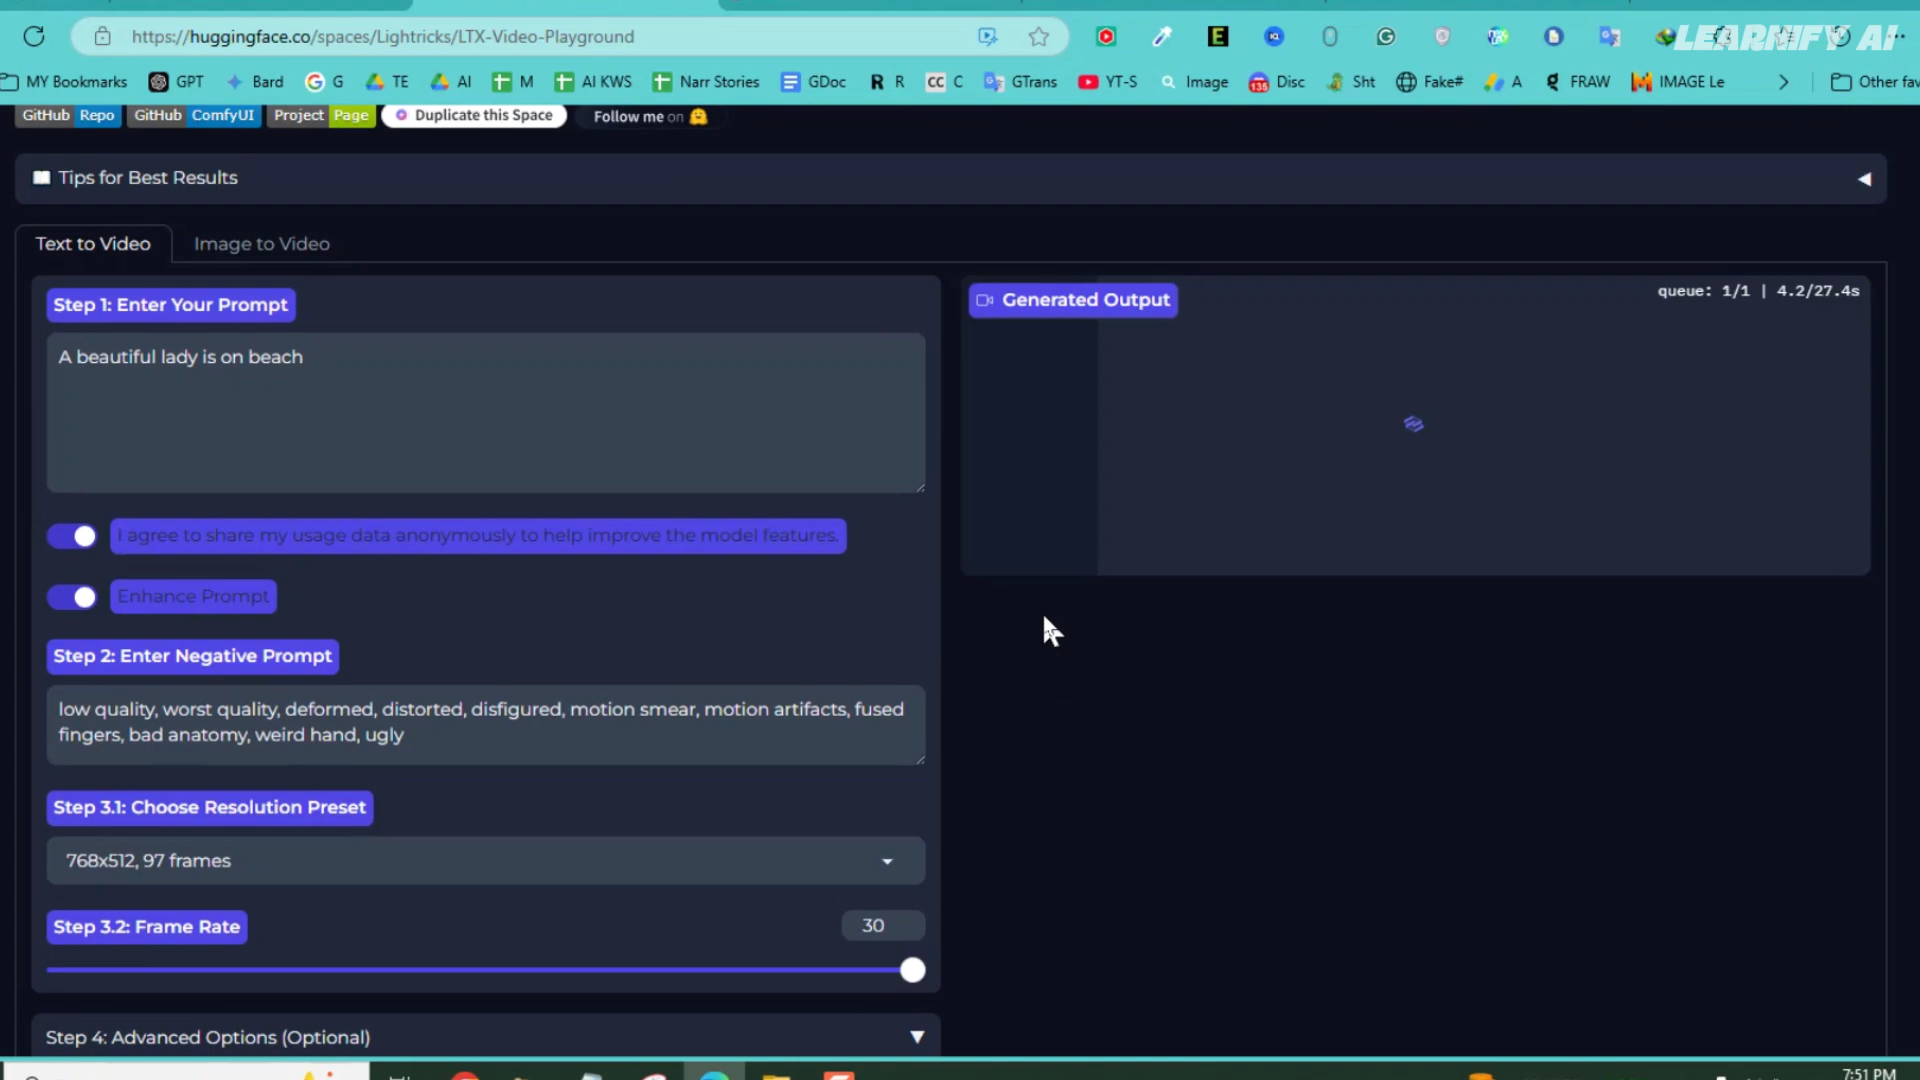 LEARNIFY AI
https://huggingface.co/spaces/Lightricks/LTX-Video-Playground
MY Bookmarks GPT Bard G TE AI M AI KWS Narr Stories GDoc R R CC C GTrans YT-S Image 135 Disc Sht Fake# A FRAW IMAGE Le Other fav
GitHub Repo GitHub ComfyUI Project Page Duplicate this Space Follow me on
Tips for Best Results
Text to Video Image to Video
Step 1: Enter Your Prompt
Generated Output
queue: 1/1 | 4.2/27.4s
A beautiful lady is on beach
I agree to share my usage data anonymously to help improve the model features.
Enhance Prompt
Step 2: Enter Negative Prompt
low quality, worst quality, deformed, distorted, disfigured, motion smear, motion artifacts, fused
fingers, bad anatomy, weird hand, ugly
Step 3.1: Choose Resolution Preset
768x512, 97 frames
Step 3.2: Frame Rate
30
Step 4: Advanced Options (Optional)
7:51 PM